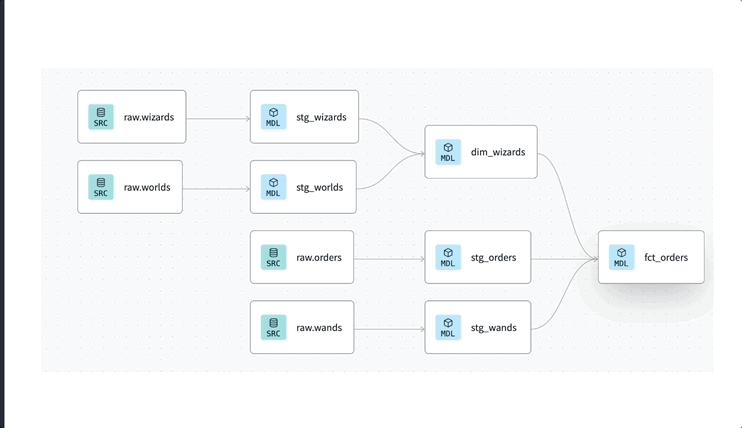 SRC raw.wizards
MDL stg_wizards
MDL dim_wizards
SRC raw.worlds
MDL stg_worlds
SRC raw.orders
MDL stg_orders
MDL fct_orders
SRC raw.wands
MDL stg_wands